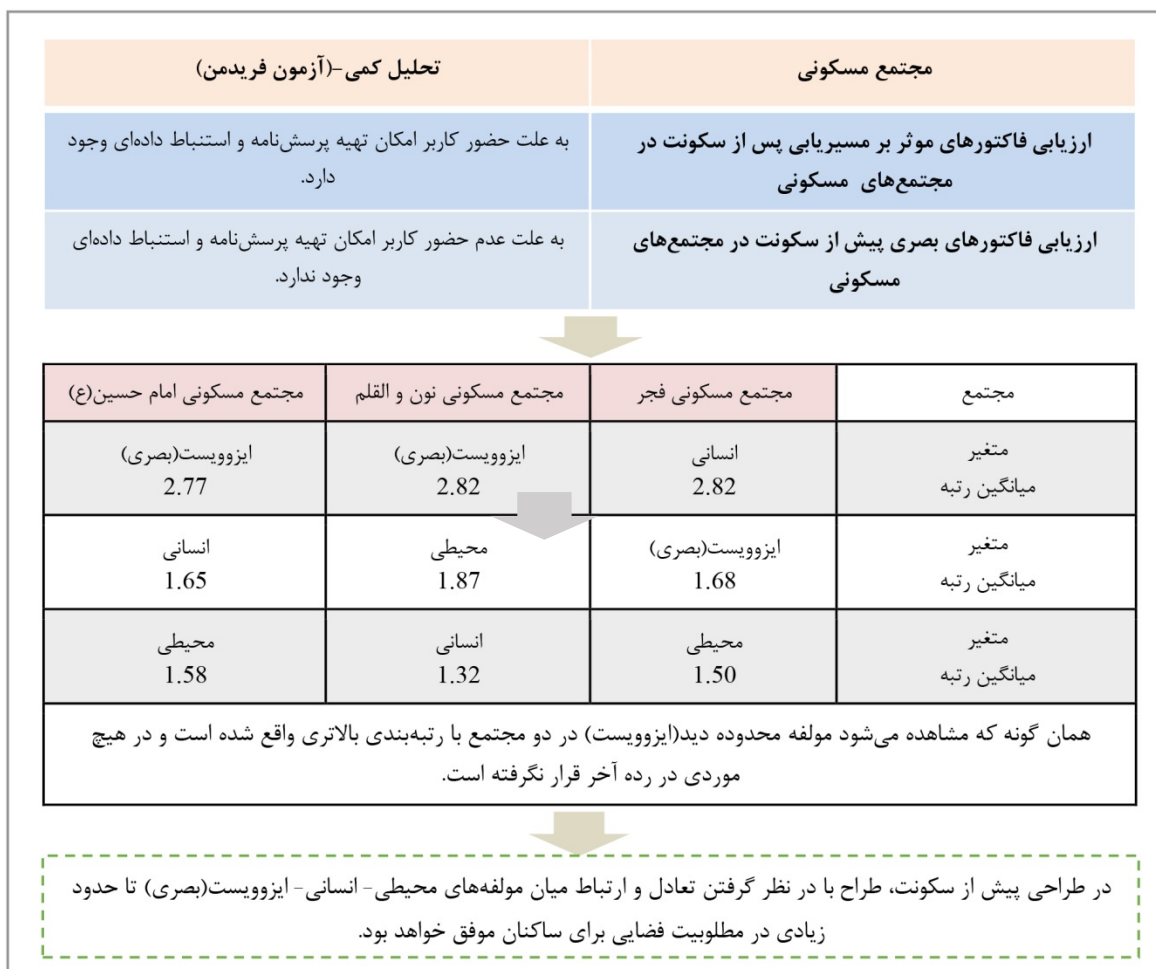 مجتمع مسکونی
تحلیل کمی-(آزمون فریدمن)
ارزیابی فاکتورهای موثر بر مسیریابی پس از سکونت در
مجتمع‌های مسکونی
به علت حضور کاربر امکان تهیه پرسش‌نامه و استنباط داده‌ای وجود
دارد.
ارزیابی فاکتورهای بصری پیش از سکونت در مجتمع‌های
مسکونی
به علت عدم حضور کاربر امکان تهیه پرسش‌نامه و استنباط داده‌ای
وجود ندارد.
مجتمع
مجتمع مسکونی فجر
مجتمع مسکونی نون و القلم
مجتمع مسکونی امام حسین(ع)
متغیر
میانگین رتبه
انسانی
2.82
ایزوویست(بصری)
2.82
ایزوویست(بصری)
2.77
متغیر
میانگین رتبه
ایزوویست(بصری)
1.68
محیطی
1.87
انسانی
1.65
متغیر
میانگین رتبه
محیطی
1.50
انسانی
1.32
محیطی
1.58
همان گونه که مشاهده می‌شود مولفه محدوده دید(ایزوویست) در دو مجتمع با رتبه‌بندی بالاتری واقع شده است و در هیچ
موردی در رده آخر قرار نگرفته است.
در طراحی پیش از سکونت، طراح با در نظر گرفتن تعادل و ارتباط میان مولفه‌های محیطی- انسانی- ایزوویست(بصری) تا حدود
زیادی در مطلوبیت فضایی برای ساکنان موفق خواهد بود.